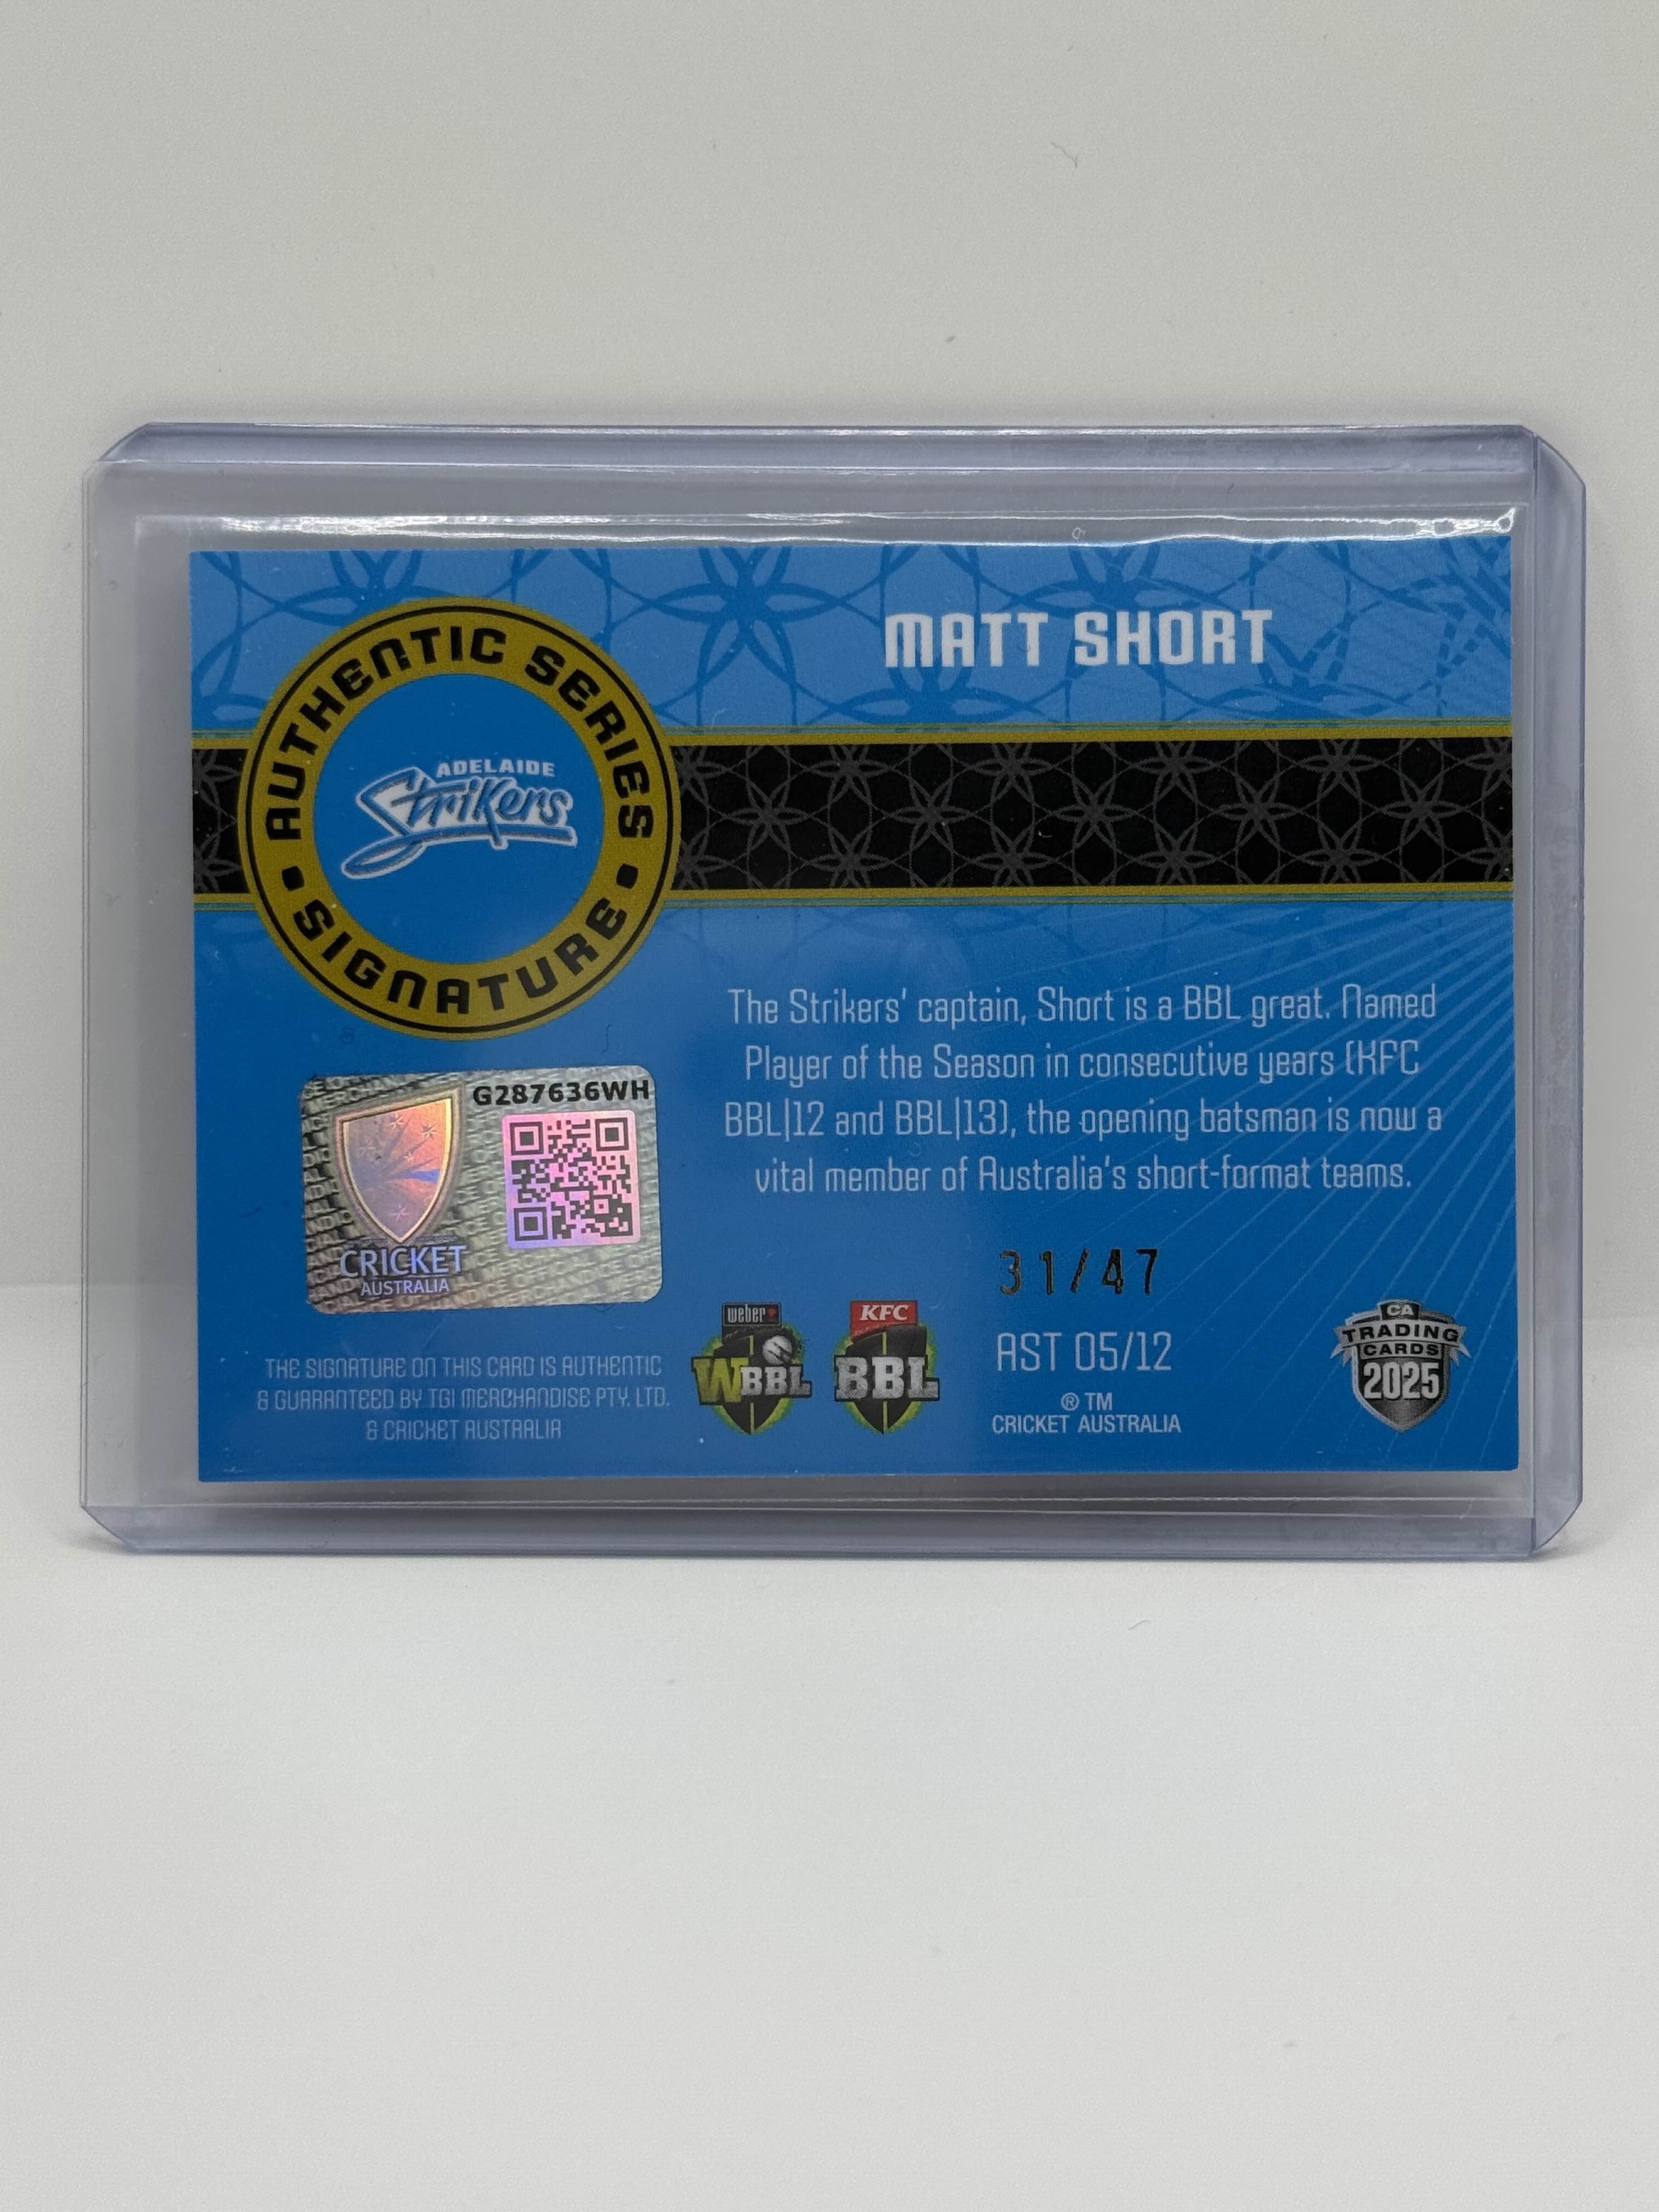 MATT SHORT
AUTHENTIC SERIES
SIGNATURE
ADELAIDE
Strikers
The Strikers' captain, Short is a BBL great. Named
Player of the Season in consecutive years (KFC
BBL|12 and BBL|13), the opening batsman is now a
vital member of Australia's short-format teams.
G287636WH
CRICKET
AUSTRALIA
31/47
AST 05/12
® TM
CRICKET AUSTRALIA
THE SIGNATURE ON THIS CARD IS AUTHENTIC
& GUARANTEED BY TGI MERCHANDISE PTY. LTD.
& CRICKET AUSTRALIA
weber
WBBL
KFC
BBL
CA
TRADING
CARDS
2025